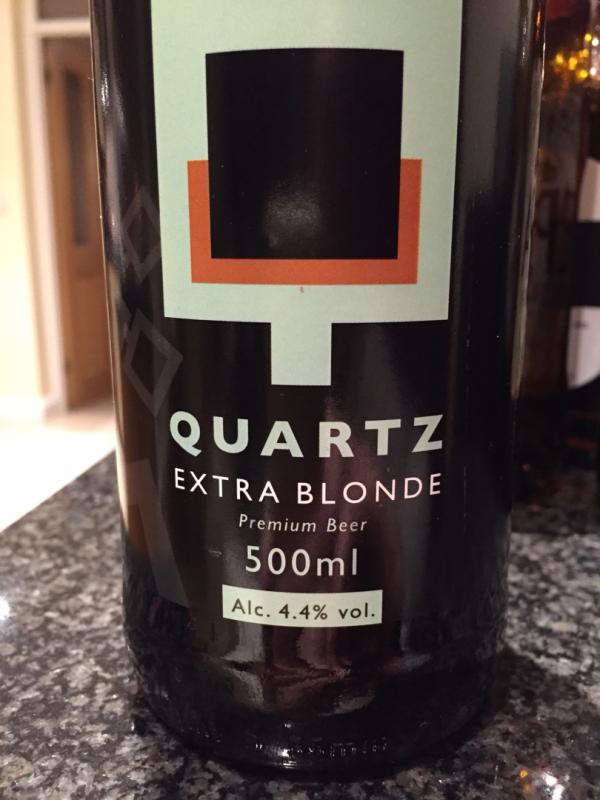 QUARTZ
EXTRA BLONDE
Premium Beer
500ml
Alc. 4.4% vol.